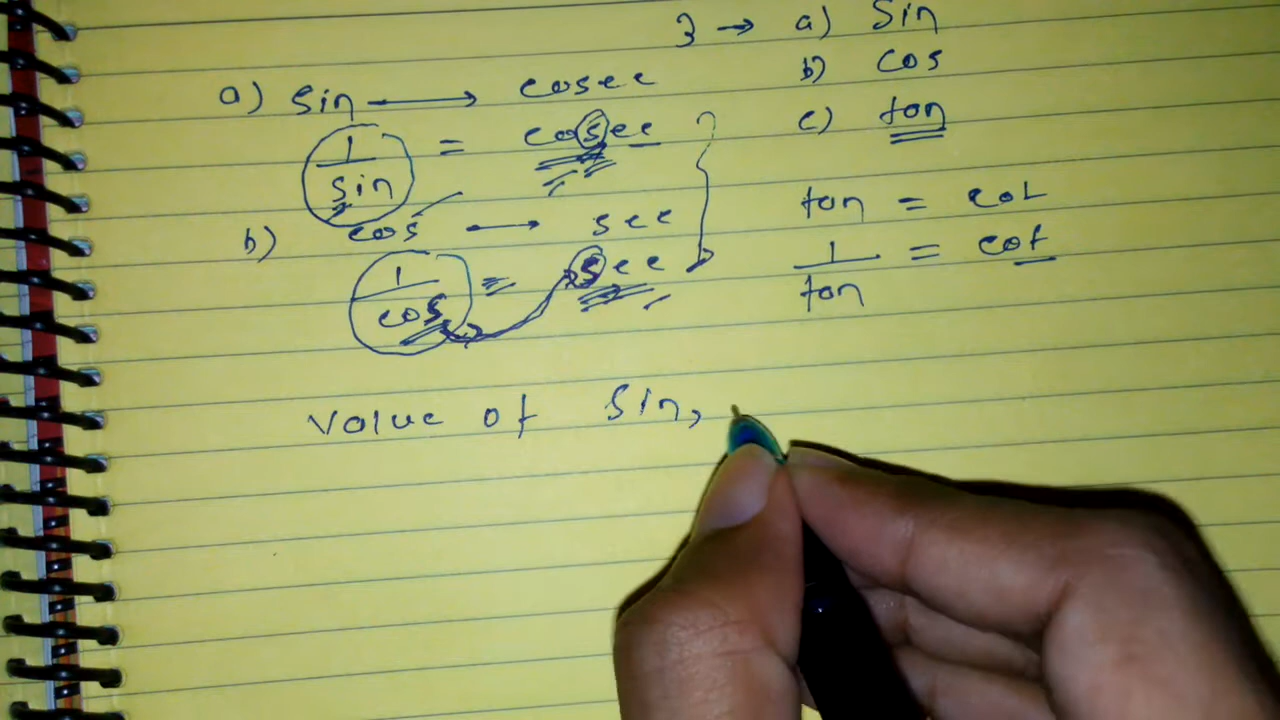 3 → a) Sin
b) cos
c) tan
a) Sin → cosec
1/sin = cosec
b) cos → sec
1/cos = sec
tan = cot
1/tan = cot
Value of Sin,